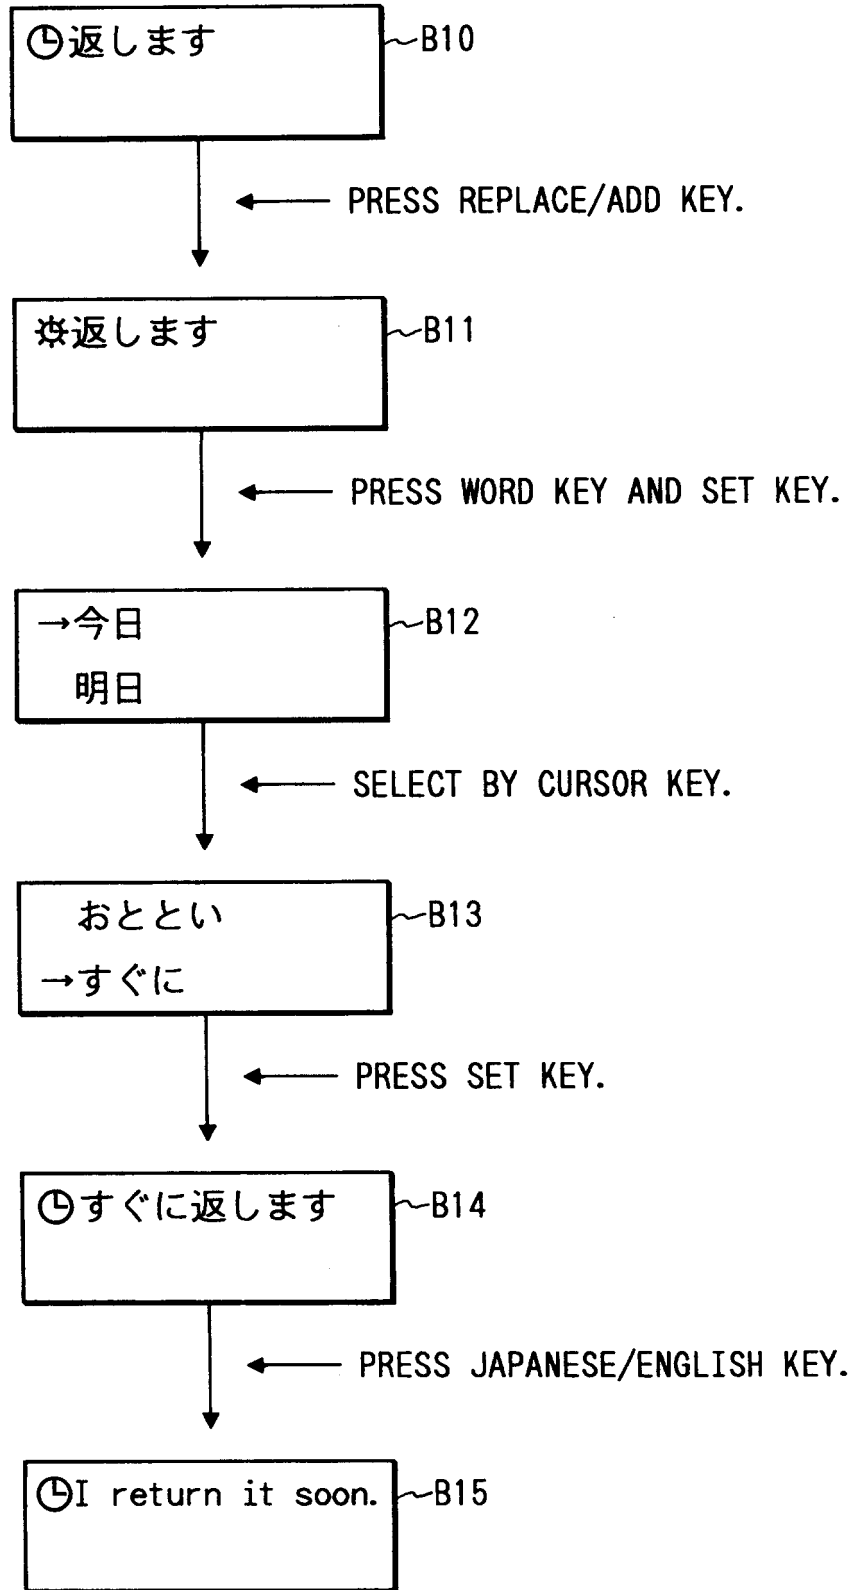 返します
B10
PRESS REPLACE/ADD KEY.
返します
B11
PRESS WORD KEY AND SET KEY.
→今日
B12
明日
SELECT BY CURSOR KEY.
おととい
B13
→すぐに
PRESS SET KEY.
すぐに返します
B14
PRESS JAPANESE/ENGLISH KEY.
I return it soon.
B15